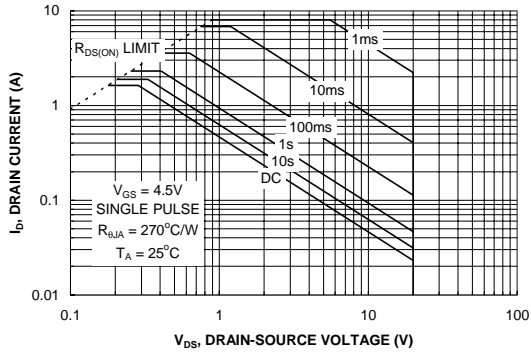 10
1
0.1
0.01
I_D, DRAIN CURRENT (A)
R_DS(ON) LIMIT
1ms
10ms
100ms
1s
10s
DC
V_GS = 4.5V
SINGLE PULSE
R_θJA = 270°C/W
T_A = 25°C
0.1
1
10
100
V_DS, DRAIN-SOURCE VOLTAGE (V)